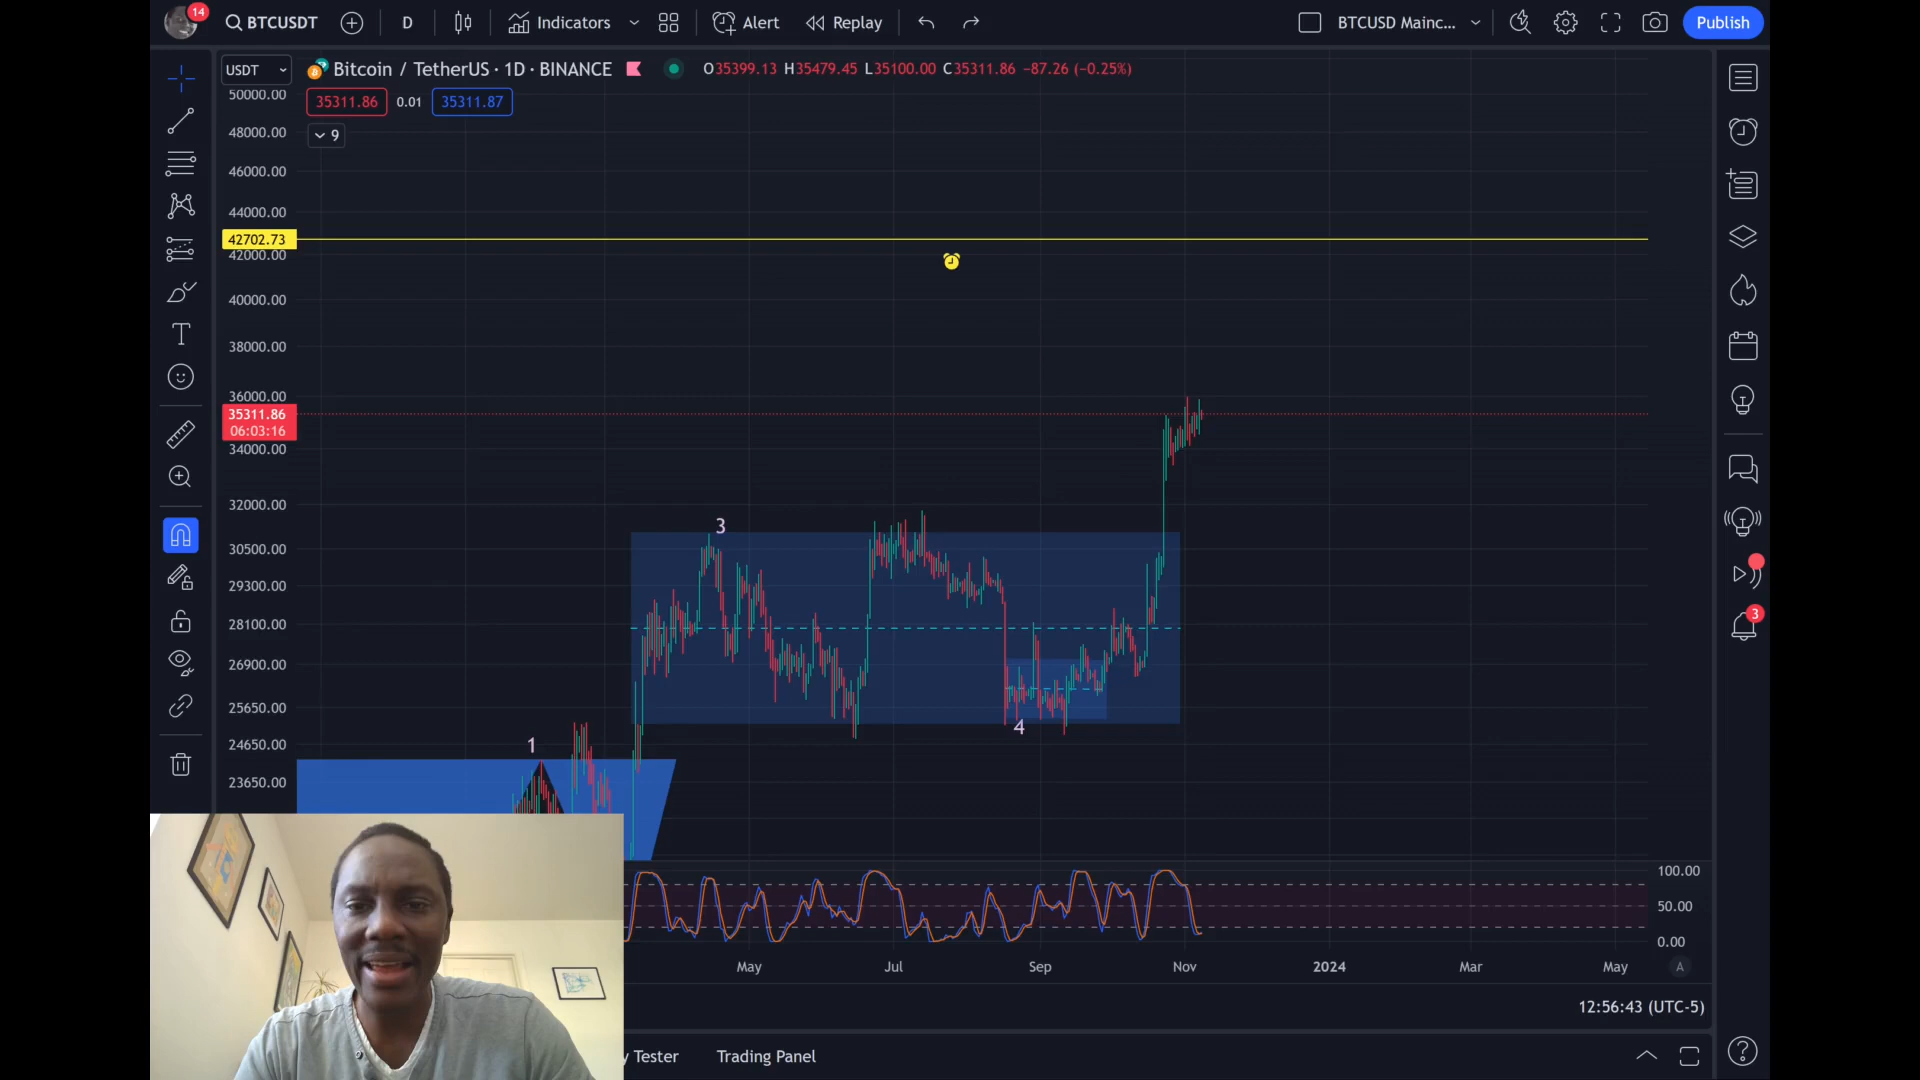 14
BTCUSDT
D
Indicators
Alert
Replay
BTCUSD Mainc...
Publish
USDT
Bitcoin / TetherUS · 1D · BINANCE
O35399.13 H35479.45 L35100.00 C35311.86 −87.26 (−0.25%)
35311.86
0.01
35311.87
9
50000.00
48000.00
46000.00
44000.00
42702.73
42000.00
40000.00
38000.00
36000.00
35311.86
06:03:16
34000.00
32000.00
30500.00
29300.00
28100.00
26900.00
25650.00
24650.00
23650.00
3
4
1
3
100.00
50.00
0.00
May
Jul
Sep
Nov
2024
Mar
May
A
12:56:43 (UTC-5)
y Tester
Trading Panel